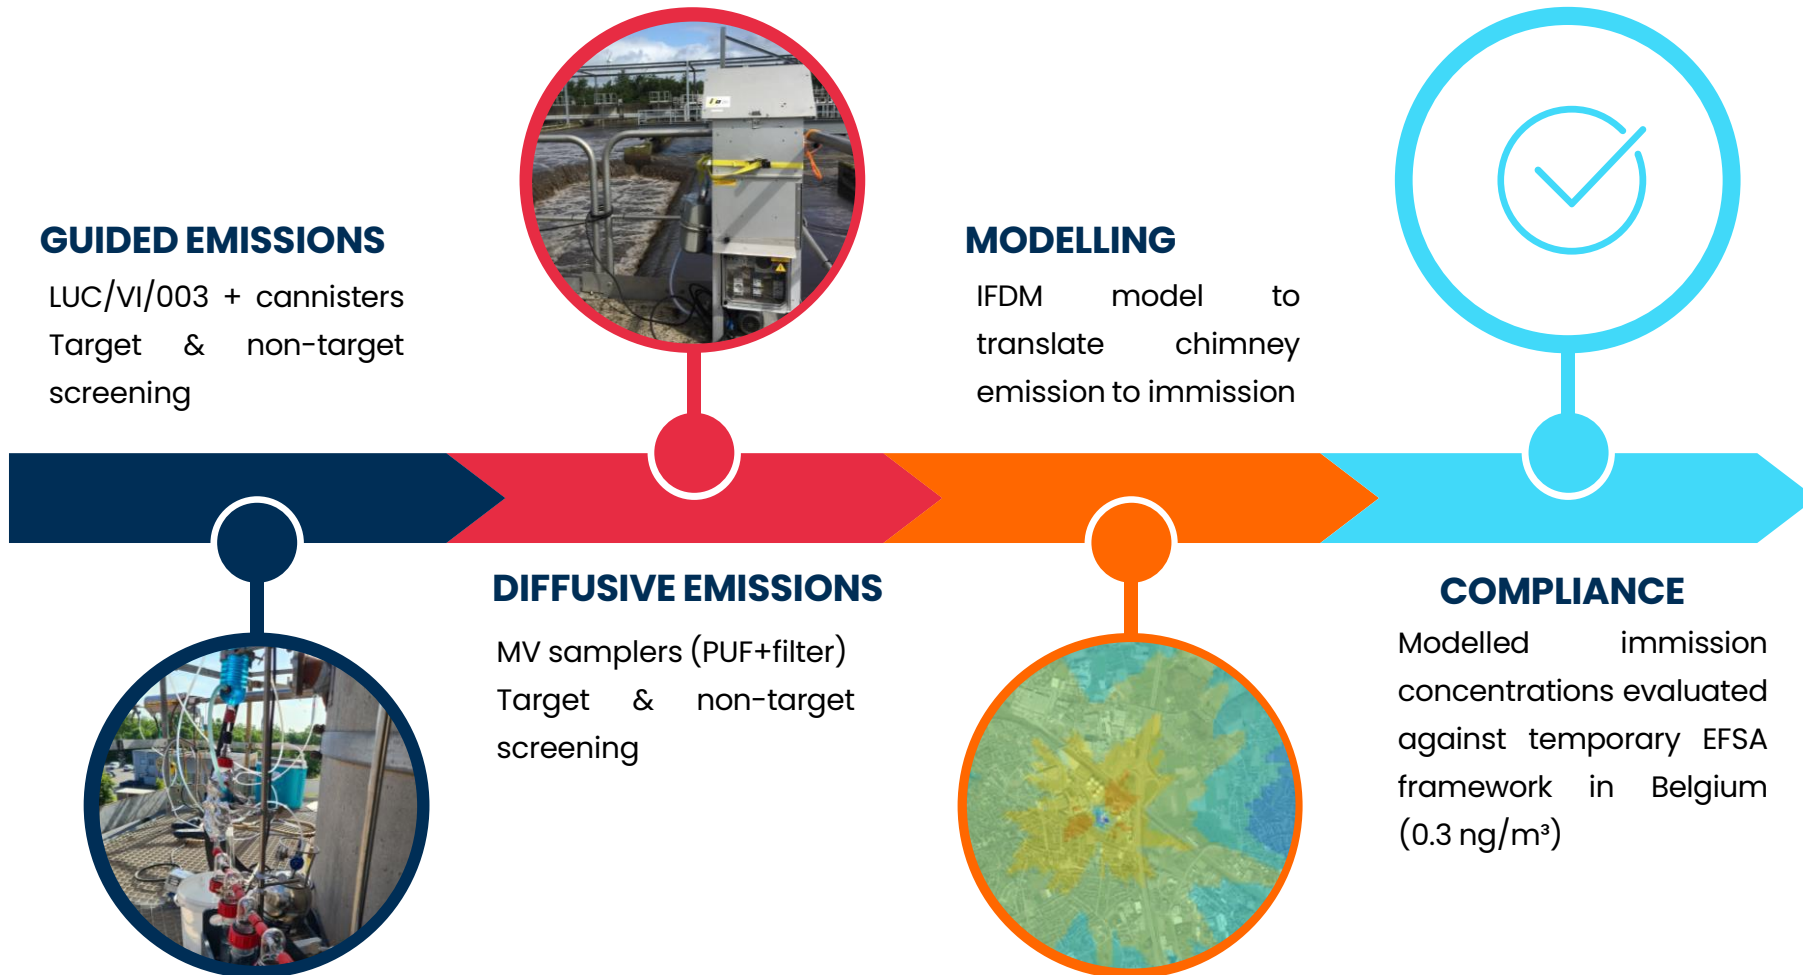 GUIDED EMISSIONS
LUC/VI/003 + cannisters
Target & non-target
screening
DIFFUSIVE EMISSIONS
MV samplers (PUF+filter)
Target & non-target
screening
MODELLING
IFDM model to
translate chimney
emission to immission
COMPLIANCE
Modelled immission
concentrations evaluated
against temporary EFSA
framework in Belgium
(0.3 ng/m³)